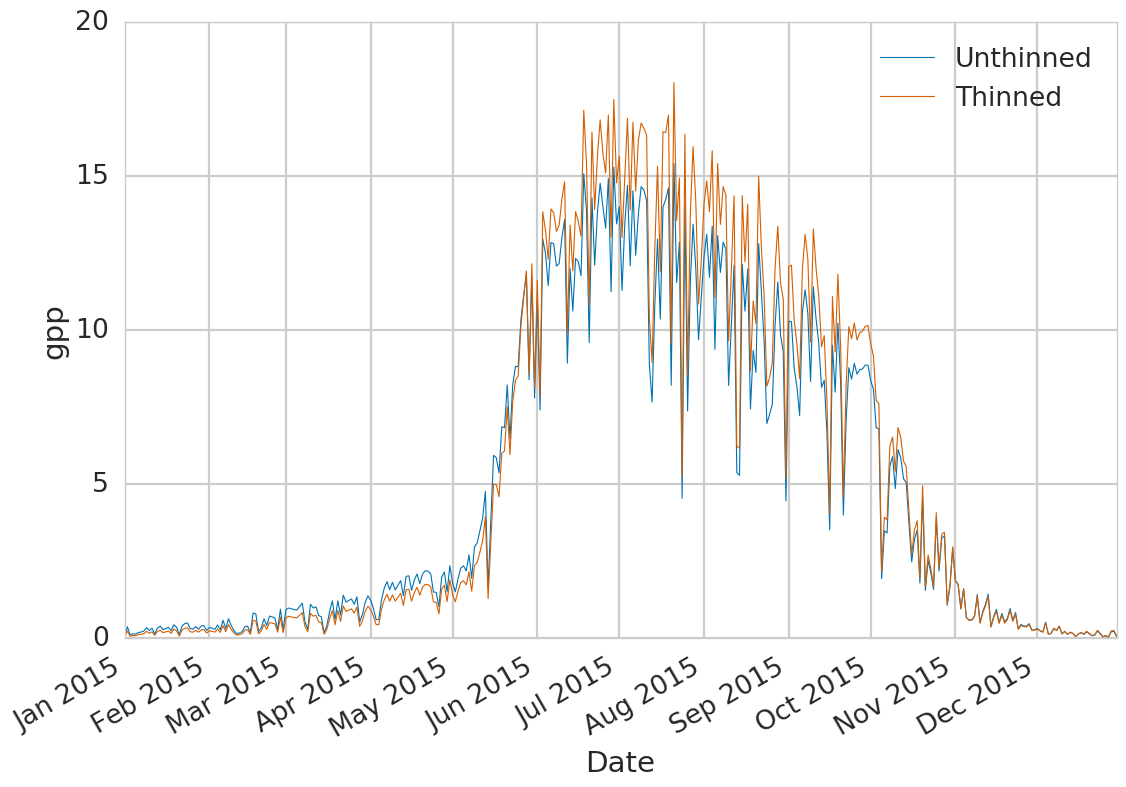 20
15
10
5
0
gpp
Unthinned
Thinned
Jan 2015
Feb 2015
Mar 2015
Apr 2015
May 2015
Jun 2015
Jul 2015
Aug 2015
Sep 2015
Oct 2015
Nov 2015
Dec 2015
Date